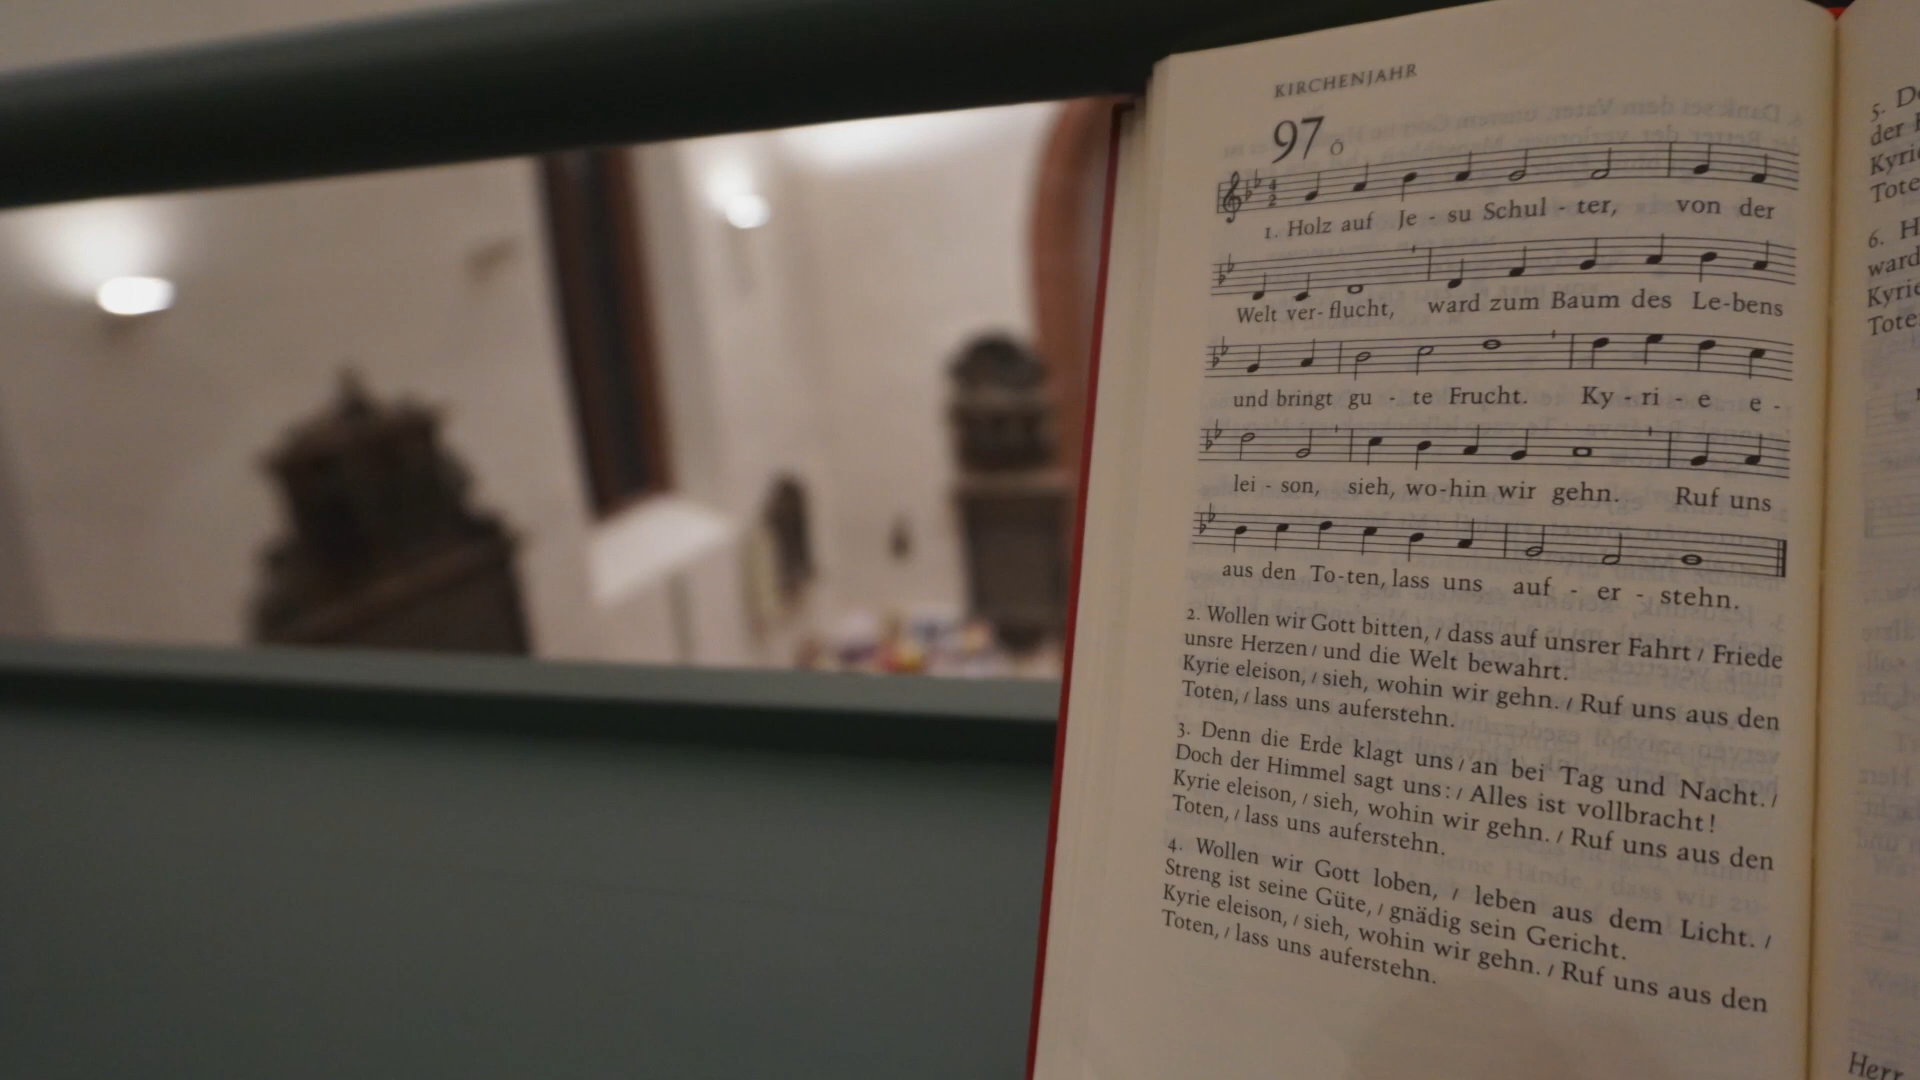 KIRCHENJAHR
97 Ö
1. Holz auf Je - su Schul - ter, von der
Welt ver- flucht, ward zum Baum des Le-bens
und bringt gu - te Frucht. Ky - ri - e e -
lei - son, sieh, wo-hin wir gehn. Ruf uns
aus den To-ten, lass uns auf - er - stehn.
2. Wollen wir Gott bitten, / dass auf unsrer Fahrt / Friede
unsre Herzen / und die Welt bewahrt.
Kyrie eleison, / sieh, wohin wir gehn. / Ruf uns aus den
Toten, / lass uns auferstehn.
3. Denn die Erde klagt uns / an bei Tag und Nacht. /
Doch der Himmel sagt uns: / Alles ist vollbracht!
Kyrie eleison, / sieh, wohin wir gehn. / Ruf uns aus den
Toten, / lass uns auferstehn.
4. Wollen wir Gott loben, / leben aus dem Licht. /
Streng ist seine Güte, / gnädig sein Gericht.
Kyrie eleison, / sieh, wohin wir gehn. / Ruf uns aus den
Toten, / lass uns auferstehn.
5.
der
6.
Herr